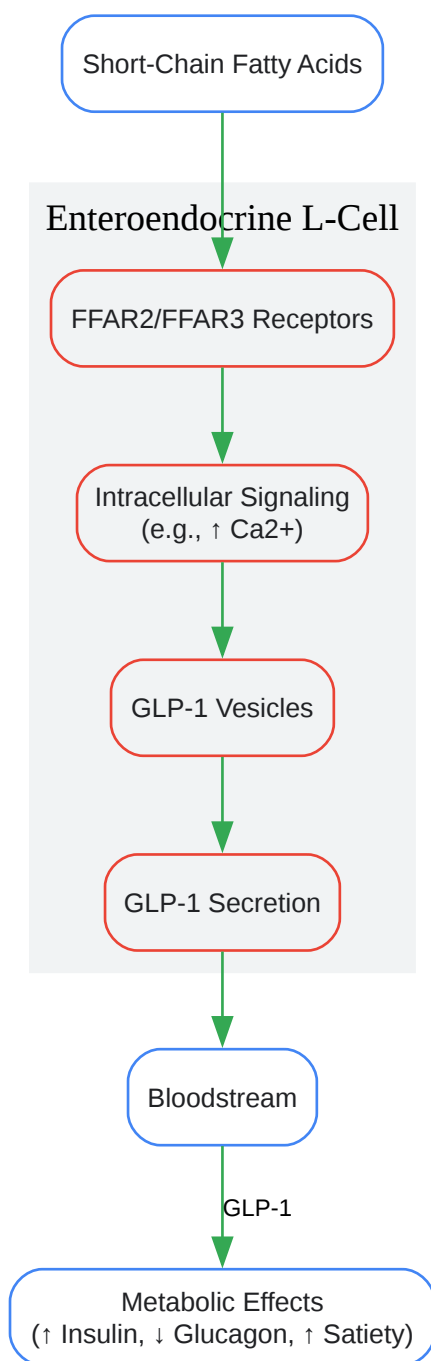 Short-Chain Fatty Acids
Enteroendocrine L-Cell
FFAR2/FFAR3 Receptors
Intracellular Signaling
(e.g., ↑ Ca2+)
GLP-1 Vesicles
GLP-1 Secretion
Bloodstream
GLP-1
Metabolic Effects
(↑ Insulin, ↓ Glucagon, ↑ Satiety)